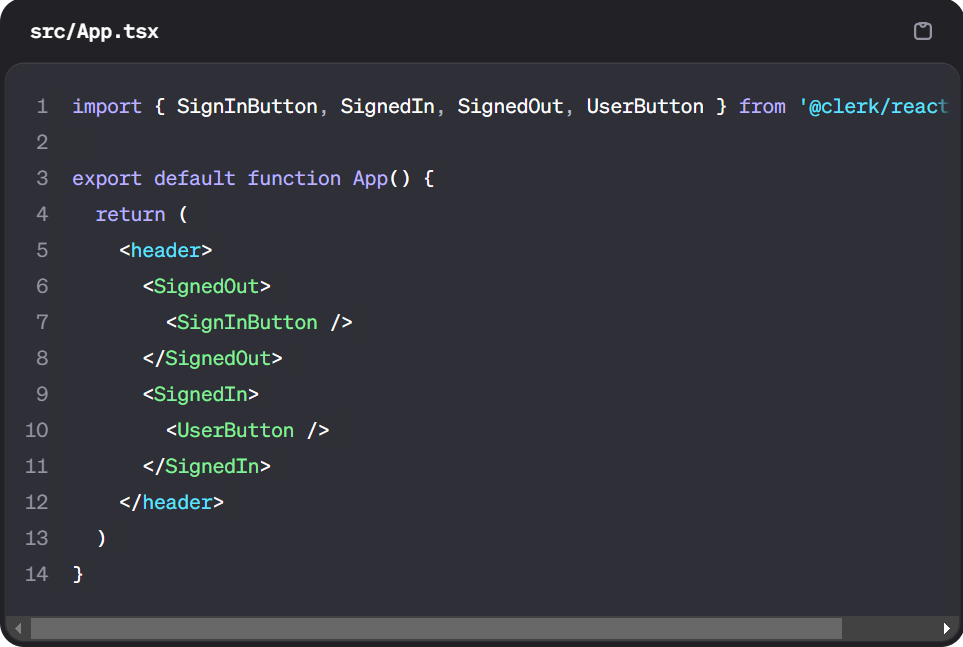 src/App.tsx
1 import { SignInButton, SignedIn, SignedOut, UserButton } from '@clerk/react
2
3 export default function App() {
4   return (
5     <header>
6       <SignedOut>
7         <SignInButton />
8       </SignedOut>
9       <SignedIn>
10         <UserButton />
11       </SignedIn>
12     </header>
13   )
14 }